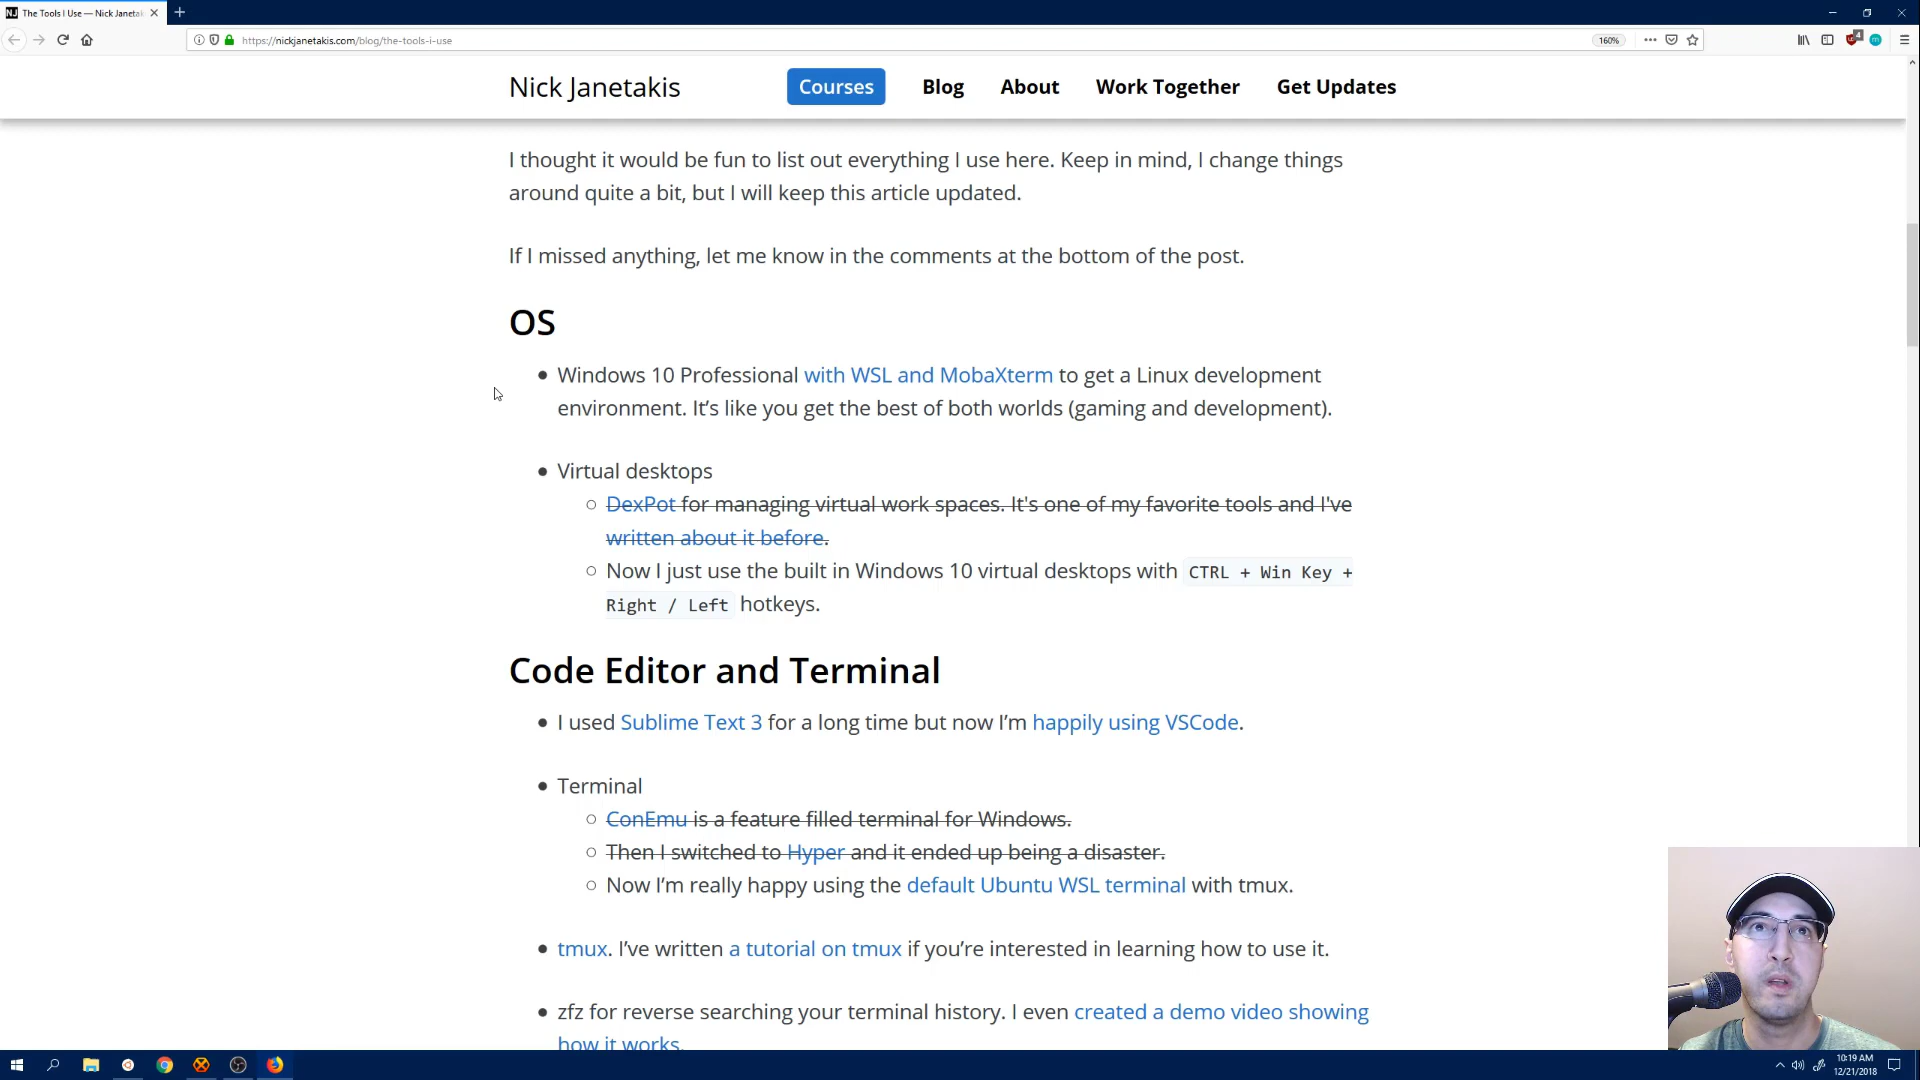 The Tools I Use — Nick Janetak
https://nickjanetakis.com/blog/the-tools-i-use
160%
4
Nick Janetakis
Courses
Blog
About
Work Together
Get Updates
I thought it would be fun to list out everything I use here. Keep in mind, I change things
around quite a bit, but I will keep this article updated.
If I missed anything, let me know in the comments at the bottom of the post.
OS
Windows 10 Professional with WSL and MobaXterm to get a Linux development
environment. It’s like you get the best of both worlds (gaming and development).
Virtual desktops
DexPot for managing virtual work spaces. It's one of my favorite tools and I've
written about it before.
Now I just use the built in Windows 10 virtual desktops with CTRL + Win Key +
Right / Left hotkeys.
Code Editor and Terminal
I used Sublime Text 3 for a long time but now I’m happily using VSCode.
Terminal
ConEmu is a feature filled terminal for Windows.
Then I switched to Hyper and it ended up being a disaster.
Now I’m really happy using the default Ubuntu WSL terminal with tmux.
tmux. I’ve written a tutorial on tmux if you’re interested in learning how to use it.
zfz for reverse searching your terminal history. I even created a demo video showing
how it works.
10:19 AM
12/21/2018